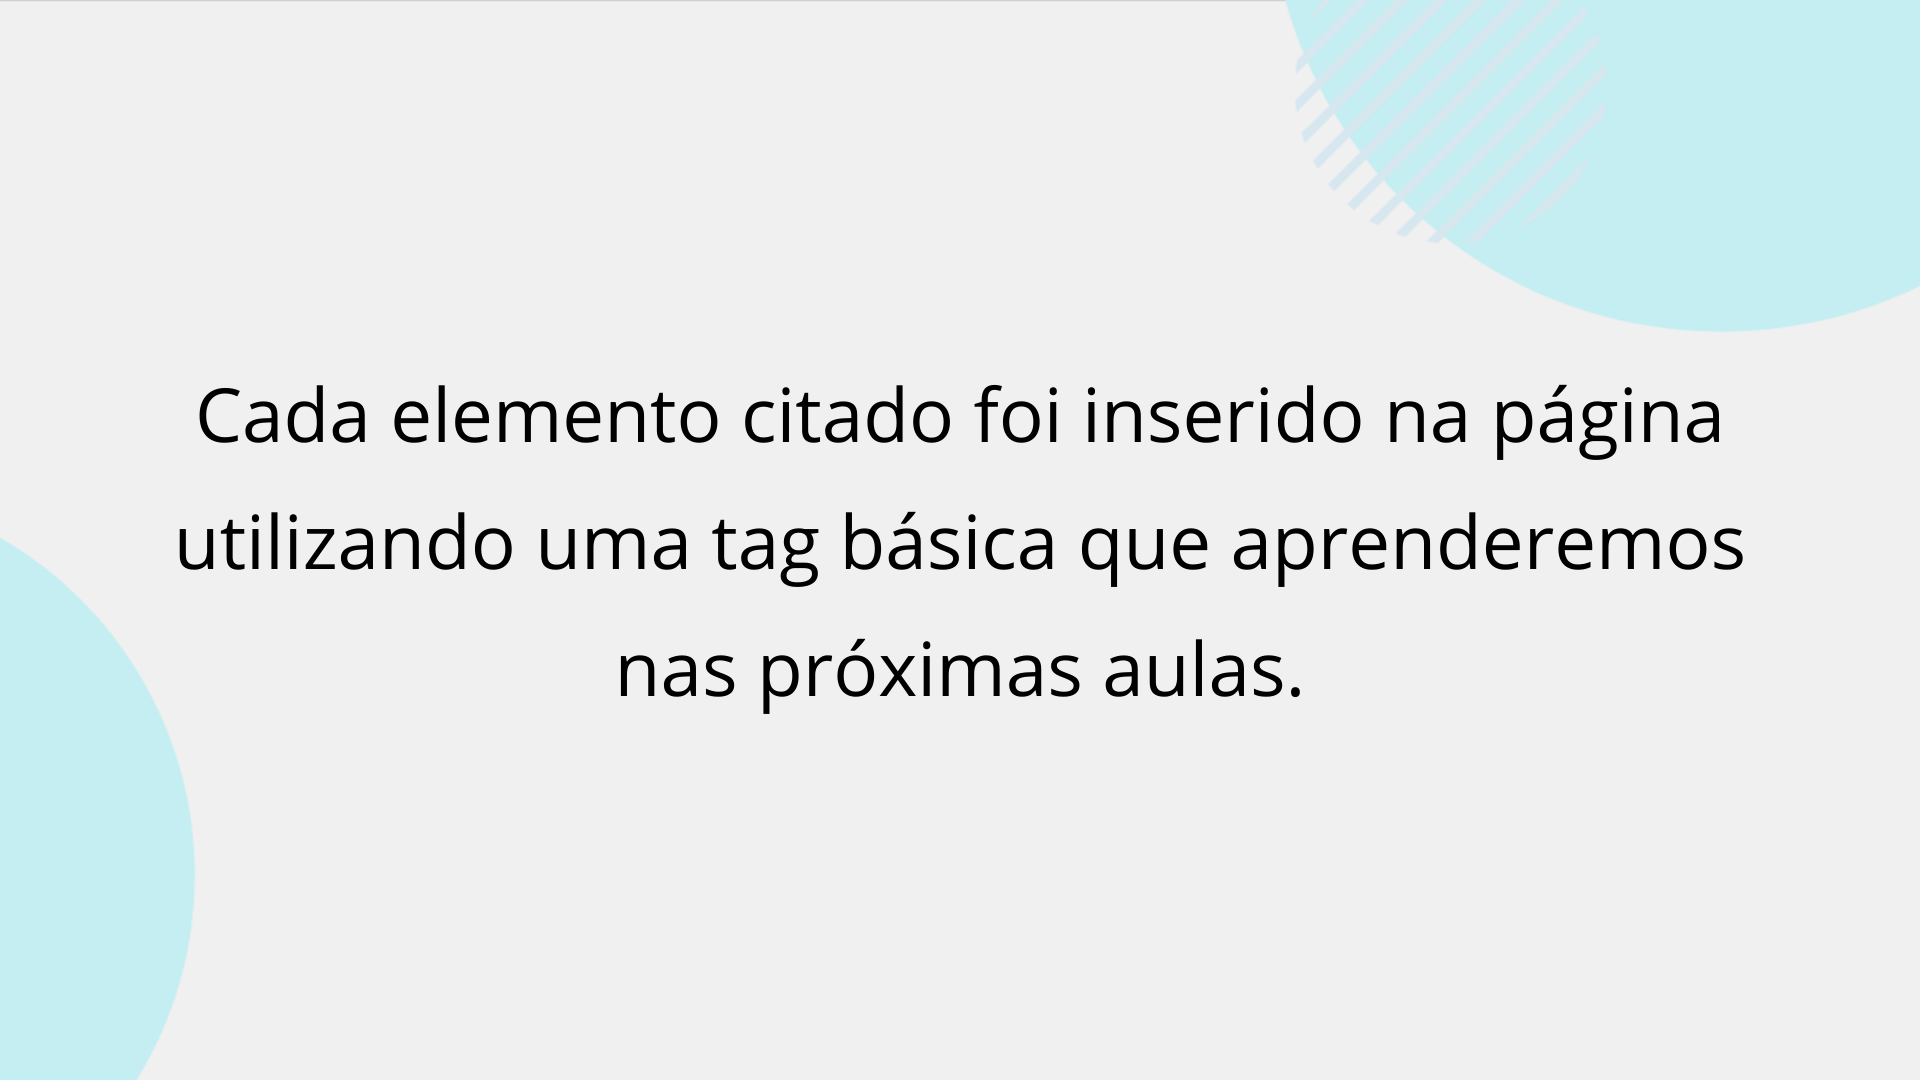 Cada elemento citado foi inserido na página
utilizando uma tag básica que aprenderemos
nas próximas aulas.